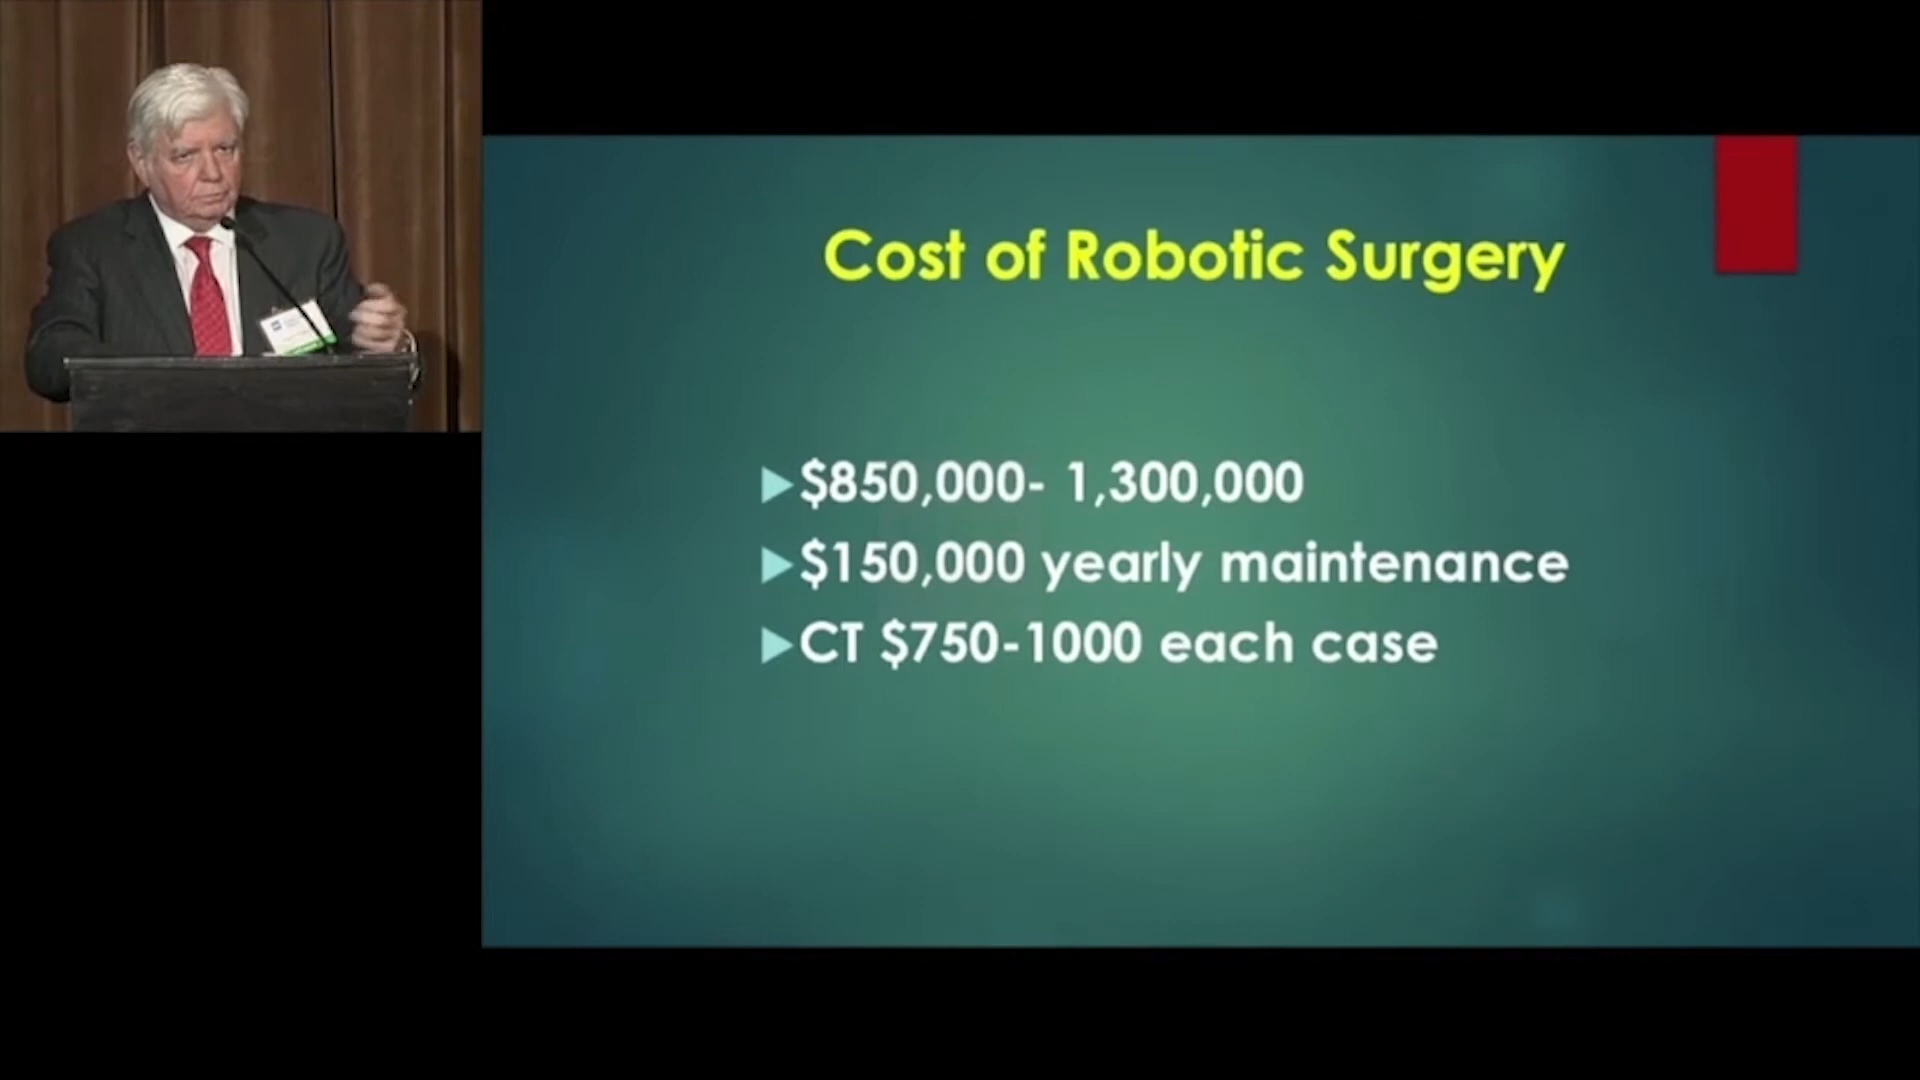 Cost of Robotic Surgery
$850,000- 1,300,000
$150,000 yearly maintenance
CT $750-1000 each case